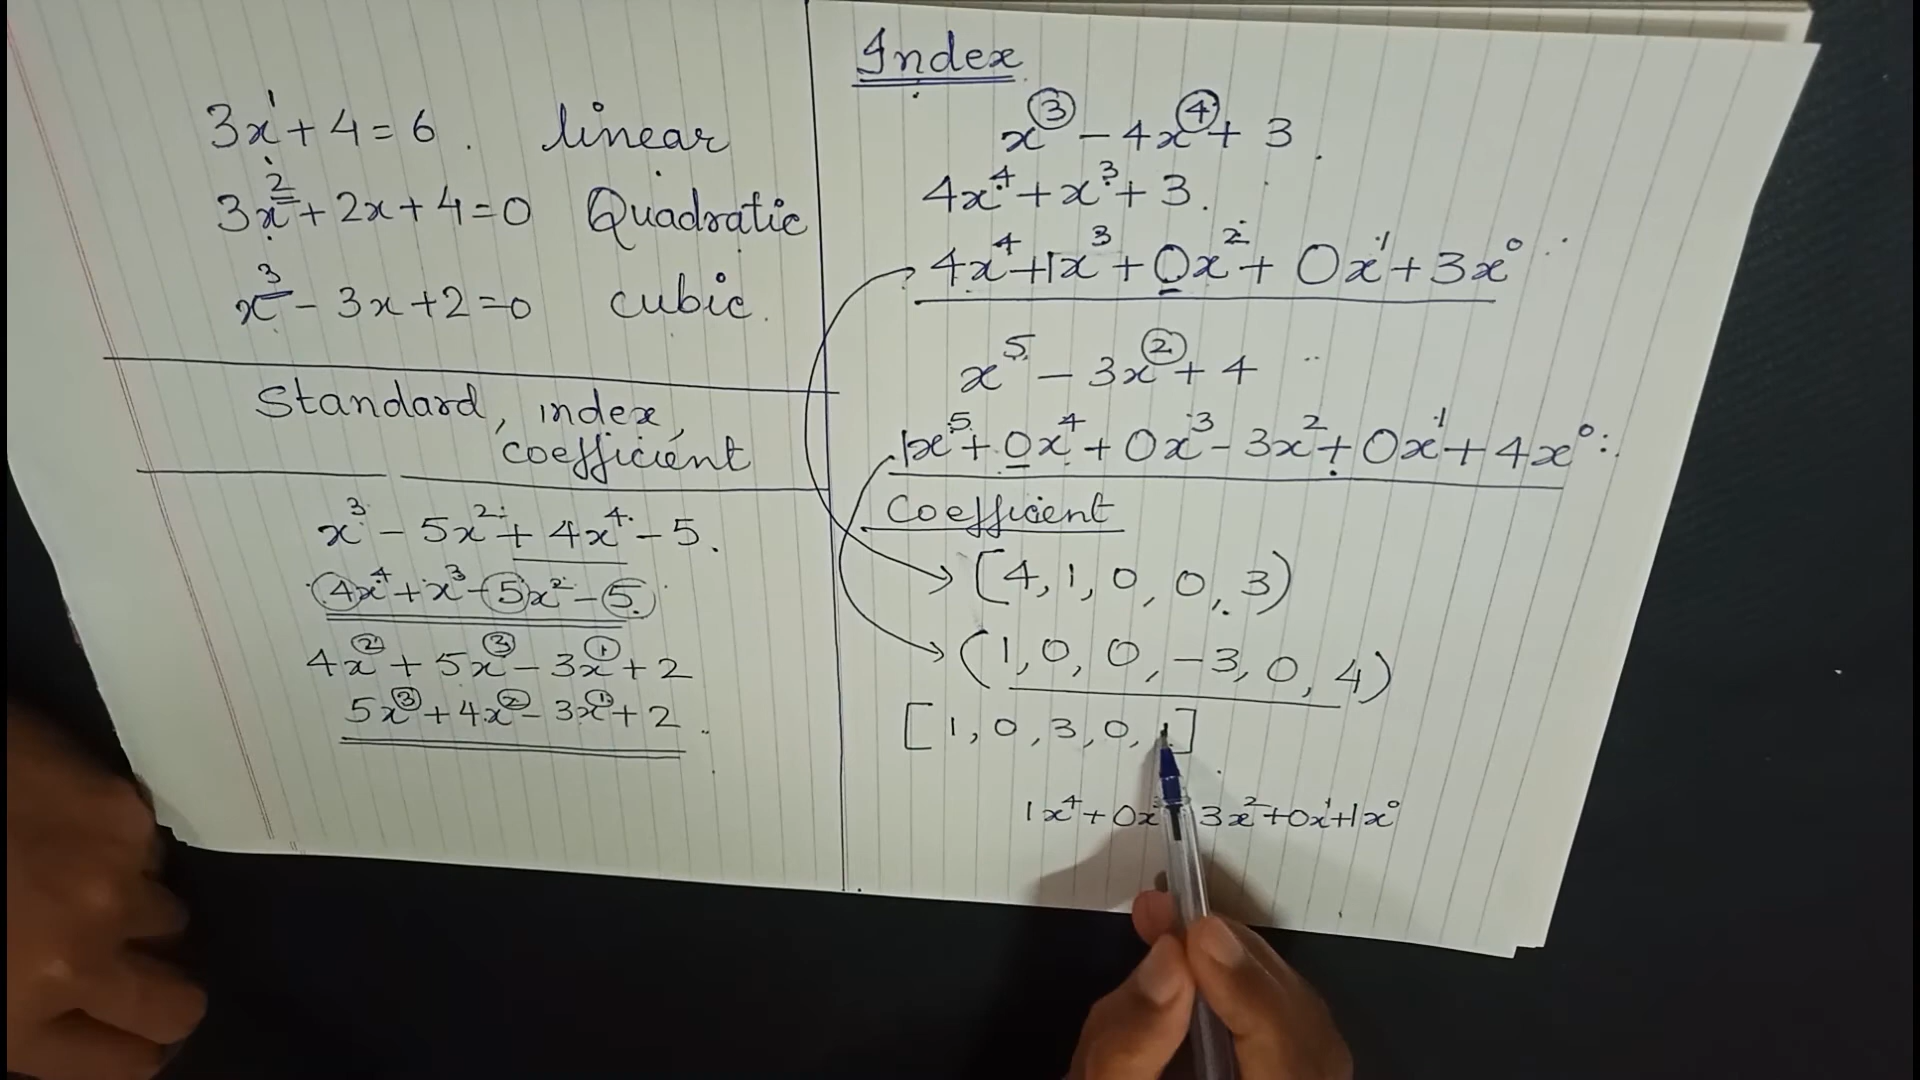 3x¹ + 4 = 6. linear
3x² + 2x + 4 = 0 Quadratic
x³ - 3x + 2 = 0 cubic.
Standard, index,
coefficient
x³ - 5x² + 4x⁴ - 5.
4x⁴ + x³ - 5x² - 5.
4x² + 5x³ - 3x¹ + 2
5x³ + 4x² - 3x¹ + 2.
Index
x³ - 4x⁴ + 3.
4x⁴ + x³ + 3.
4x⁴ + 1x³ + 0x² + 0x¹ + 3x⁰
x⁵ - 3x² + 4
1x⁵ + 0x⁴ + 0x³ - 3x² + 0x¹ + 4x⁰
Coefficient
[4, 1, 0, 0, 3)
(1, 0, 0, -3, 0, 4)
[1, 0, 3, 0, 1]
1x⁴ + 0x 3x² + 0x¹ + 1x⁰